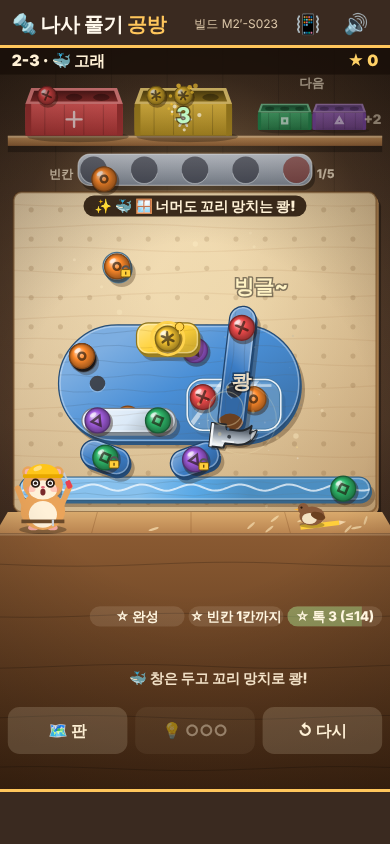 나사 풀기 공방
빌드 M2'-S023
2-3 · 고래
★ 0
다음
3
+2
빈칸
1/5
너머도 꼬리 망치는 쾅!
빙글~
쾅
☆ 완성
☆ 빈칸 1칸까지
☆ 톡 3 (≤14)
창은 두고 꼬리 망치로 쾅!
판
다시